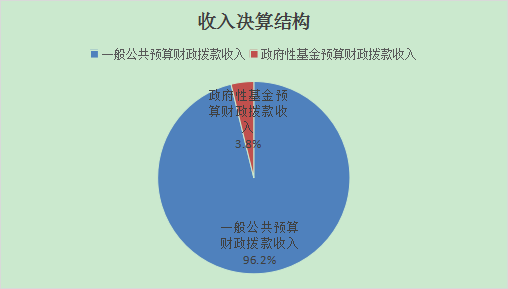 收入决算结构
一般公共预算财政拨款收入 政府性基金预算财政拨款收入
政府性基金预
算财政拨款收
入
3.8%
一般公共预算
财政拨款收入
96.2%